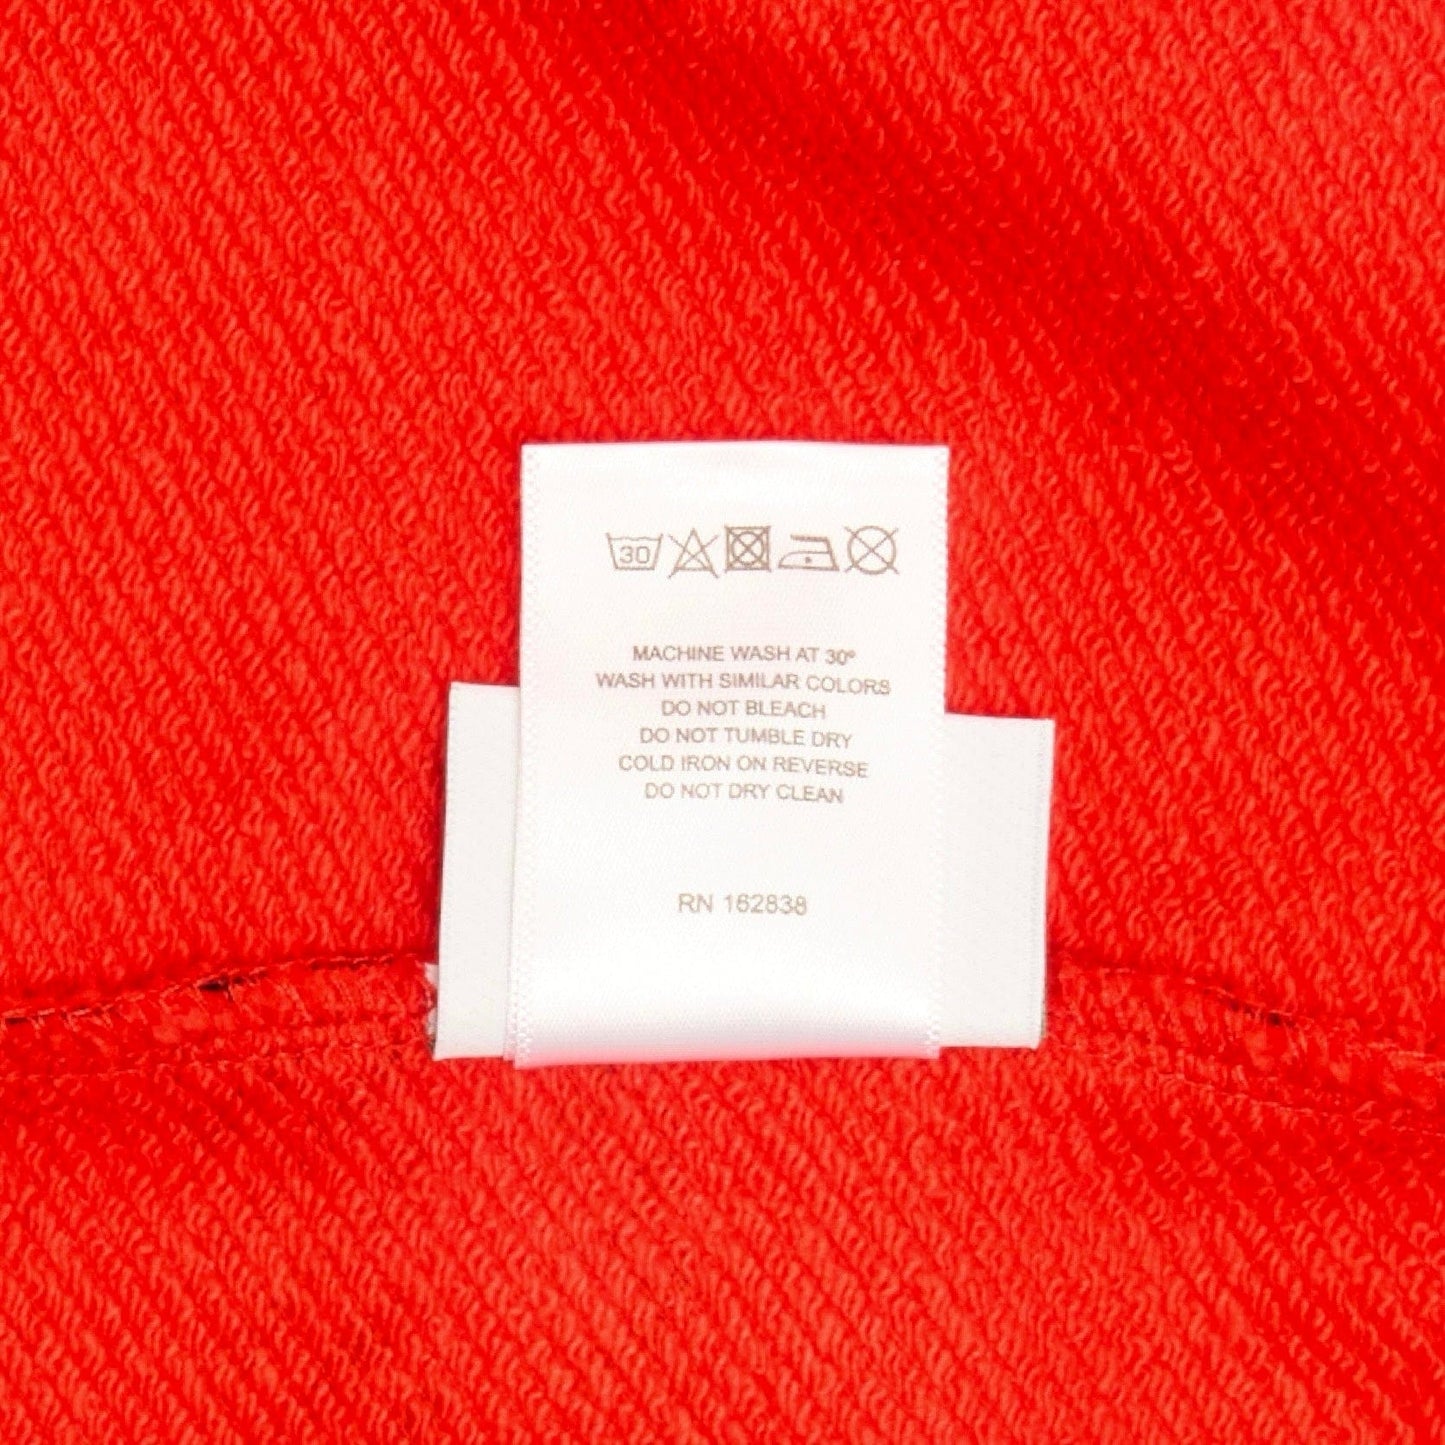 30
MACHINE WASH AT 30º
WASH WITH SIMILAR COLORS
DO NOT BLEACH
DO NOT TUMBLE DRY
COLD IRON ON REVERSE
DO NOT DRY CLEAN
RN 162838